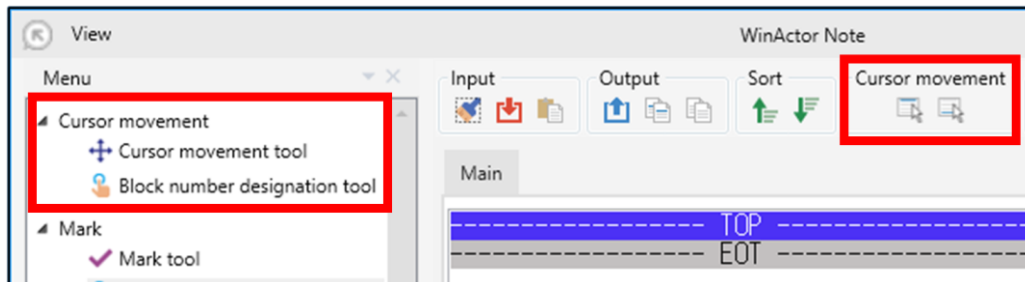 View
WinActor Note
Menu
Input
Output
Sort
Cursor movement
Cursor movement
Cursor movement tool
Block number designation tool
Mark
Mark tool
Main
------------------ TOP ------------------
------------------ EOT ------------------